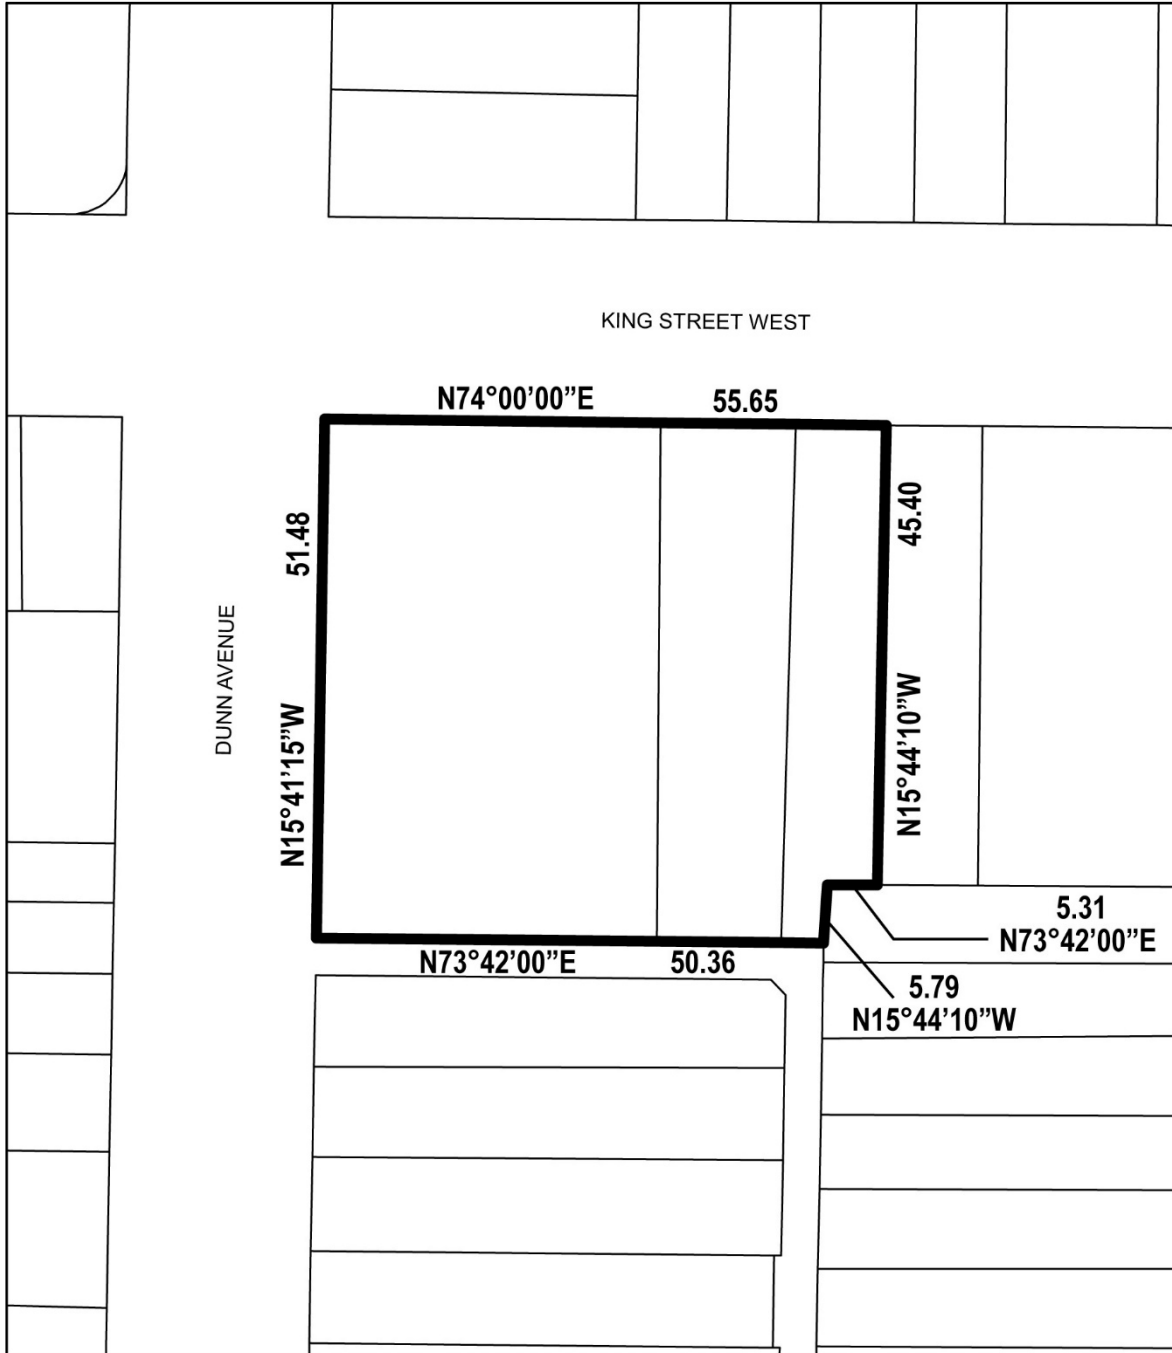 KING STREET WEST
N74°00’00”E
55.65
51.48
45.40
DUNN AVENUE
N15°41’15”W
N15°44’10”W
5.31
N73°42’00”E
N73°42’00”E
50.36
5.79
N15°44’10”W